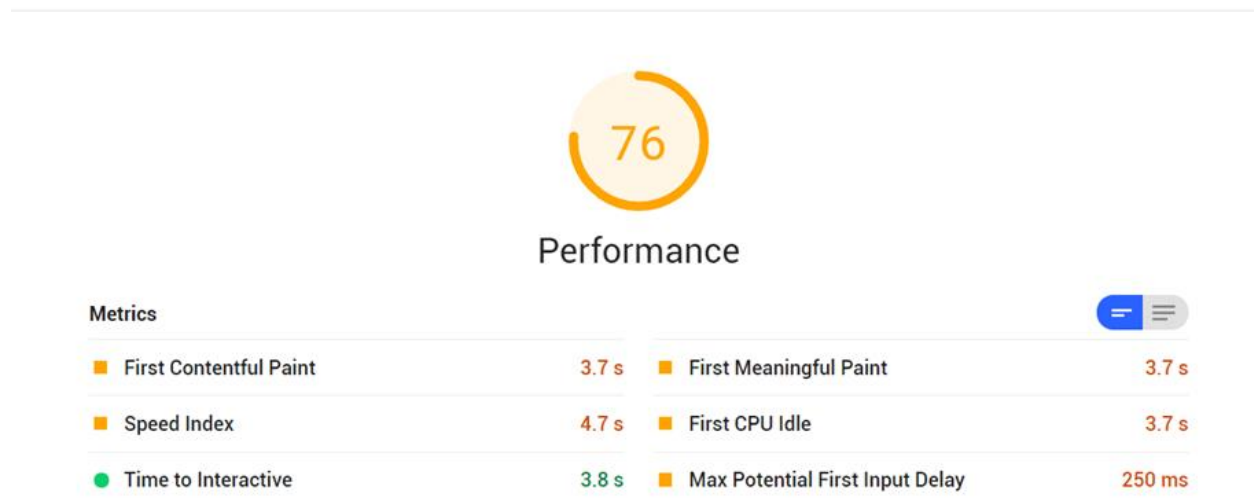 76
Performance
Metrics
First Contentful Paint 3.7 s
First Meaningful Paint 3.7 s
Speed Index 4.7 s
First CPU Idle 3.7 s
Time to Interactive 3.8 s
Max Potential First Input Delay 250 ms